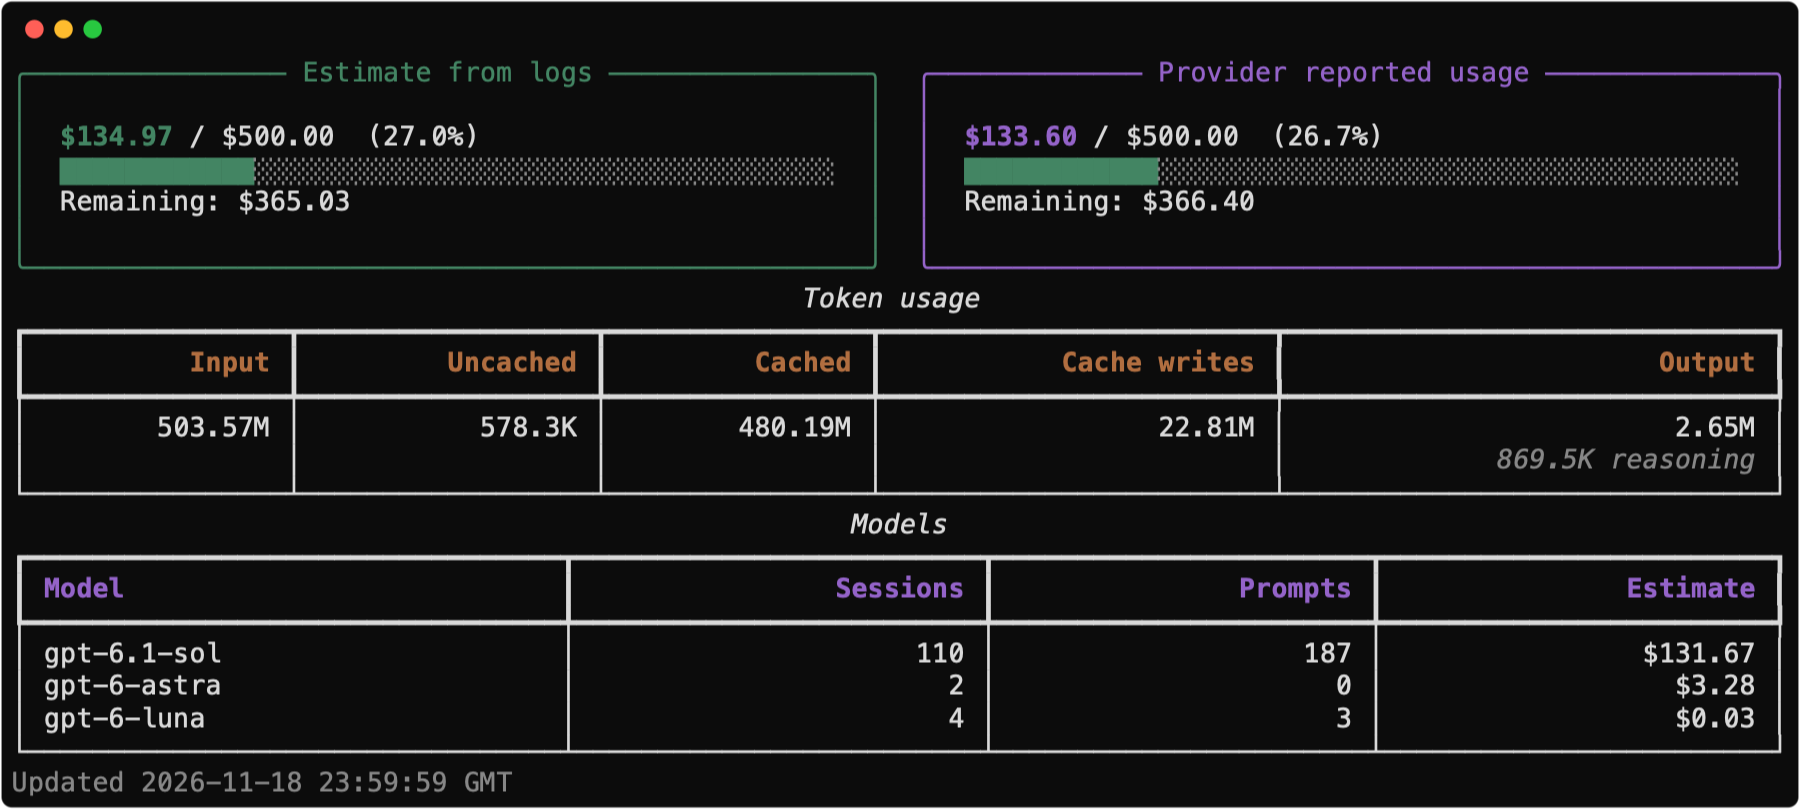 Estimate from logs
$134.97 / $500.00 (27.0%)
Remaining: $365.03
Provider reported usage
$133.60 / $500.00 (26.7%)
Remaining: $366.40
Token usage
Input Uncached Cached Cache writes Output
503.57M 578.3K 480.19M 22.81M 2.65M
869.5K reasoning
Models
Model Sessions Prompts Estimate
gpt-6.1-sol 110 187 $131.67
gpt-6-astra 2 0 $3.28
gpt-6-luna 4 3 $0.03
Updated 2026-11-18 23:59:59 GMT